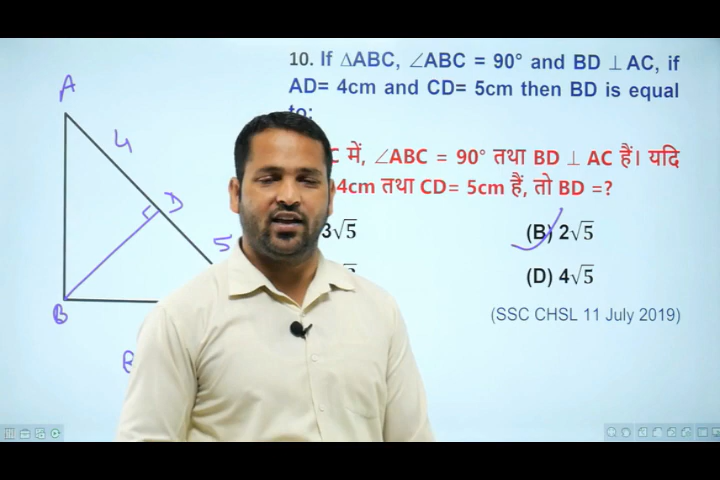 10. If ∆ABC, ∠ABC = 90° and BD ⊥ AC, if
AD= 4cm and CD= 5cm then BD is equal
to:
में, ∠ABC = 90° तथा BD ⊥ AC हैं। यदि
4cm तथा CD= 5cm हैं, तो BD =?
3√5
(B) 2√5
(D) 4√5
(SSC CHSL 11 July 2019)
A
4
D
5
B